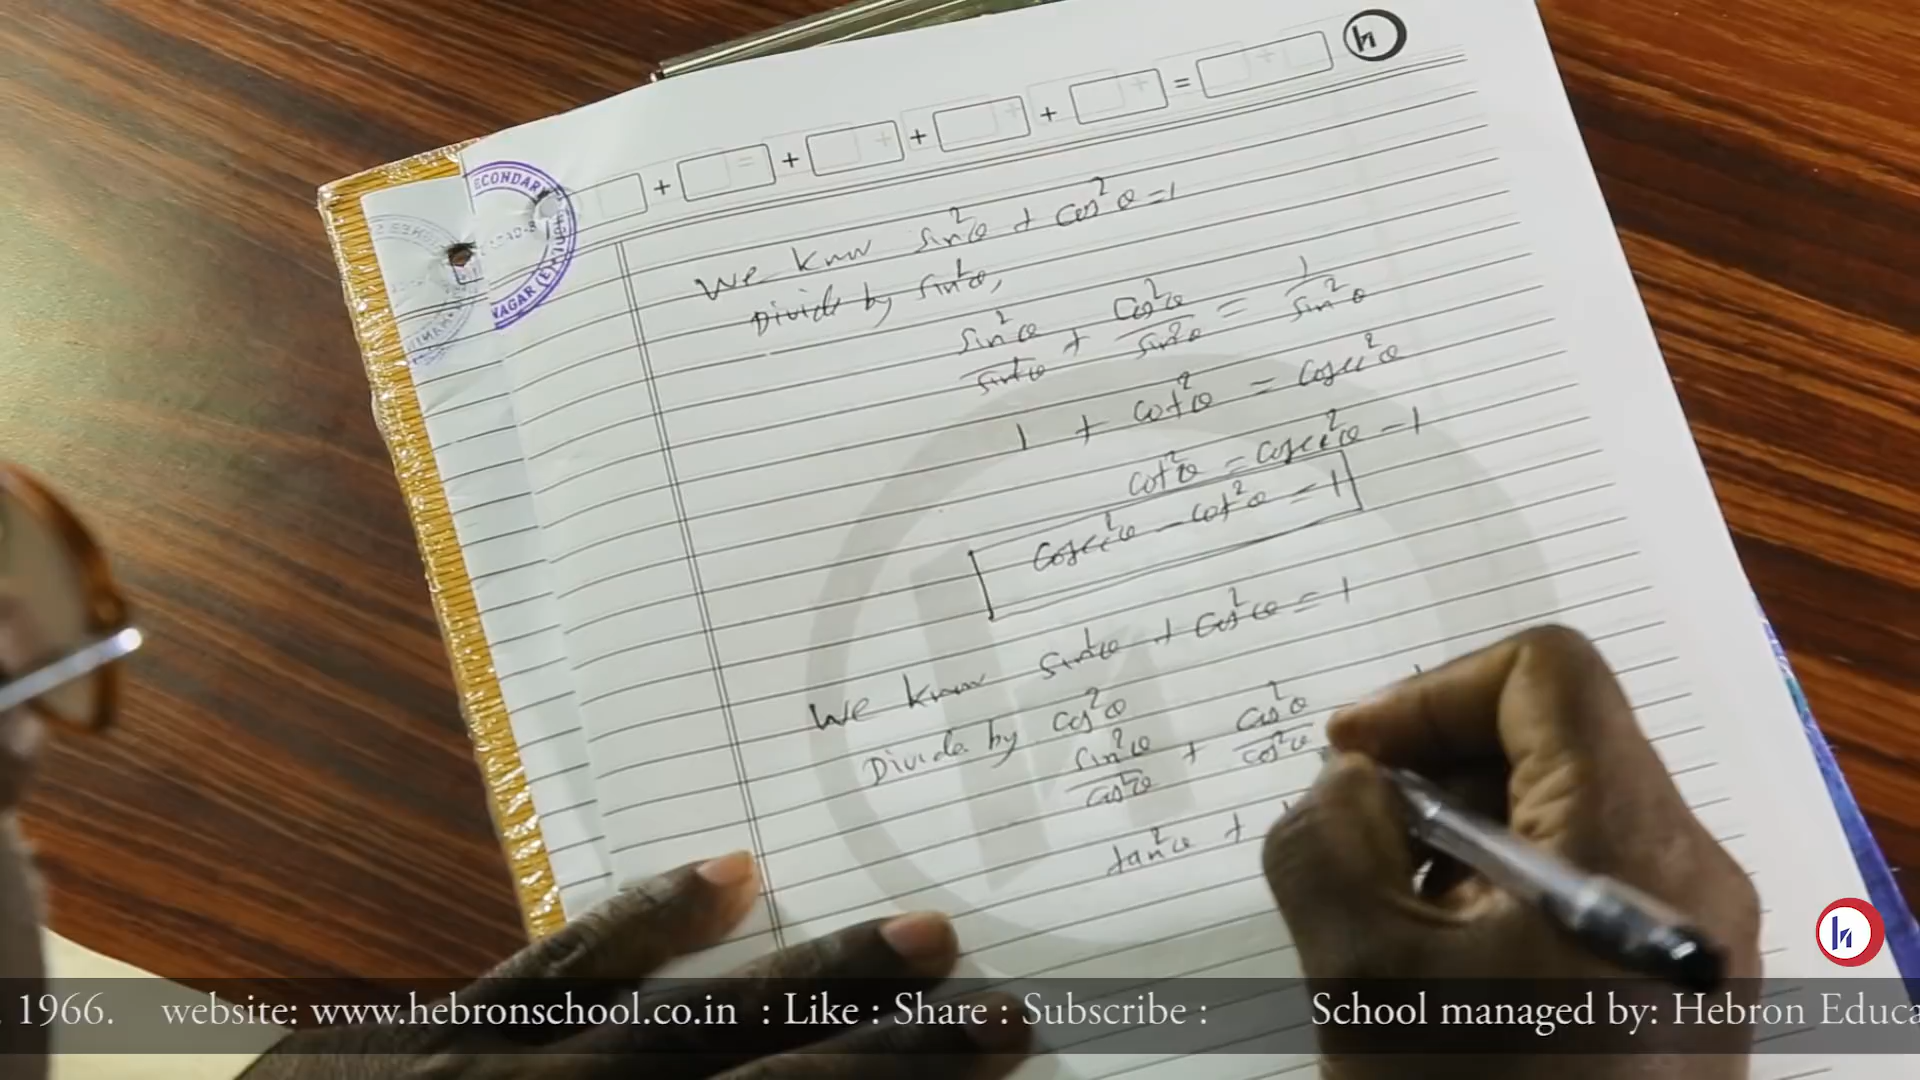 + + + + =
h
ECONDARY
NAGAR (E)
We know sin²θ + cos²θ = 1
Divide by sin²θ,
sin²θ/sin²θ + cos²θ/sin²θ = 1/sin²θ
1 + cot²θ = cosec²θ
cot²θ = cosec²θ - 1
cosec²θ - cot²θ = 1
We know sin²θ + cos²θ = 1
Divide by cos²θ
sin²θ/cos²θ + cos²θ/cos²θ
tan²θ +
h
1966. website: www.hebronschool.co.in : Like : Share : Subscribe : School managed by: Hebron Educa